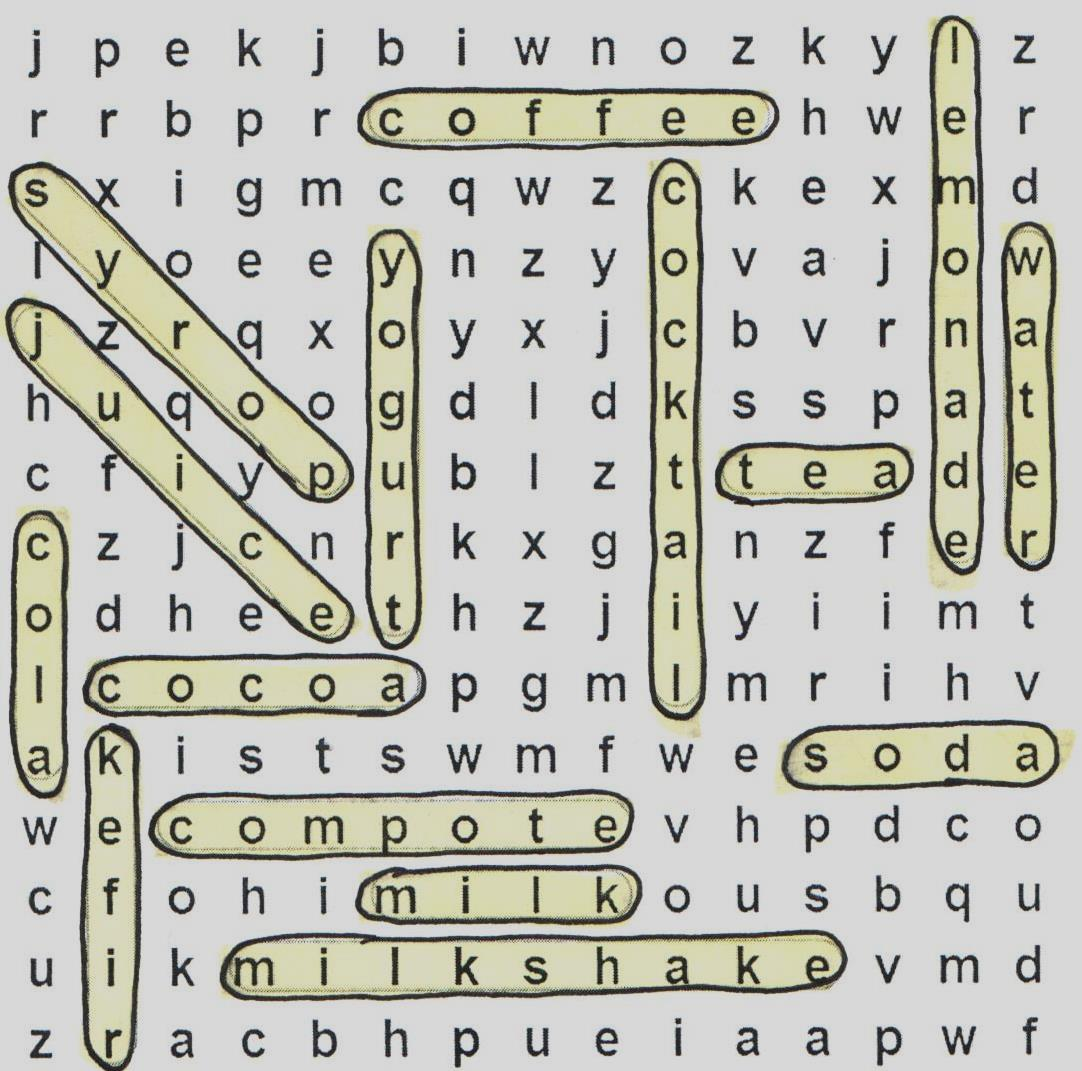 j p e k j b i w n o z k y l z
r r b p r c o f f e e h w e r
s x i g m c q w z c k e x m d
l y o e e y n z y o v a j o w
j z r q x o y x j c b v r n a
h u q o o g d l d k s s p a t
c f i y p u b l z t t e a d e
c z j c n r k x g a n z f e r
o d h e e t h z j i y i i m t
l c o c o a p g m l m r i h v
a k i s t s w m f w e s o d a
w e c o m p o t e v h p d c o
c f o h i m i l k o u s b q u
u i k m i l k s h a k e v m d
z r a c b h p u e i a a p w f